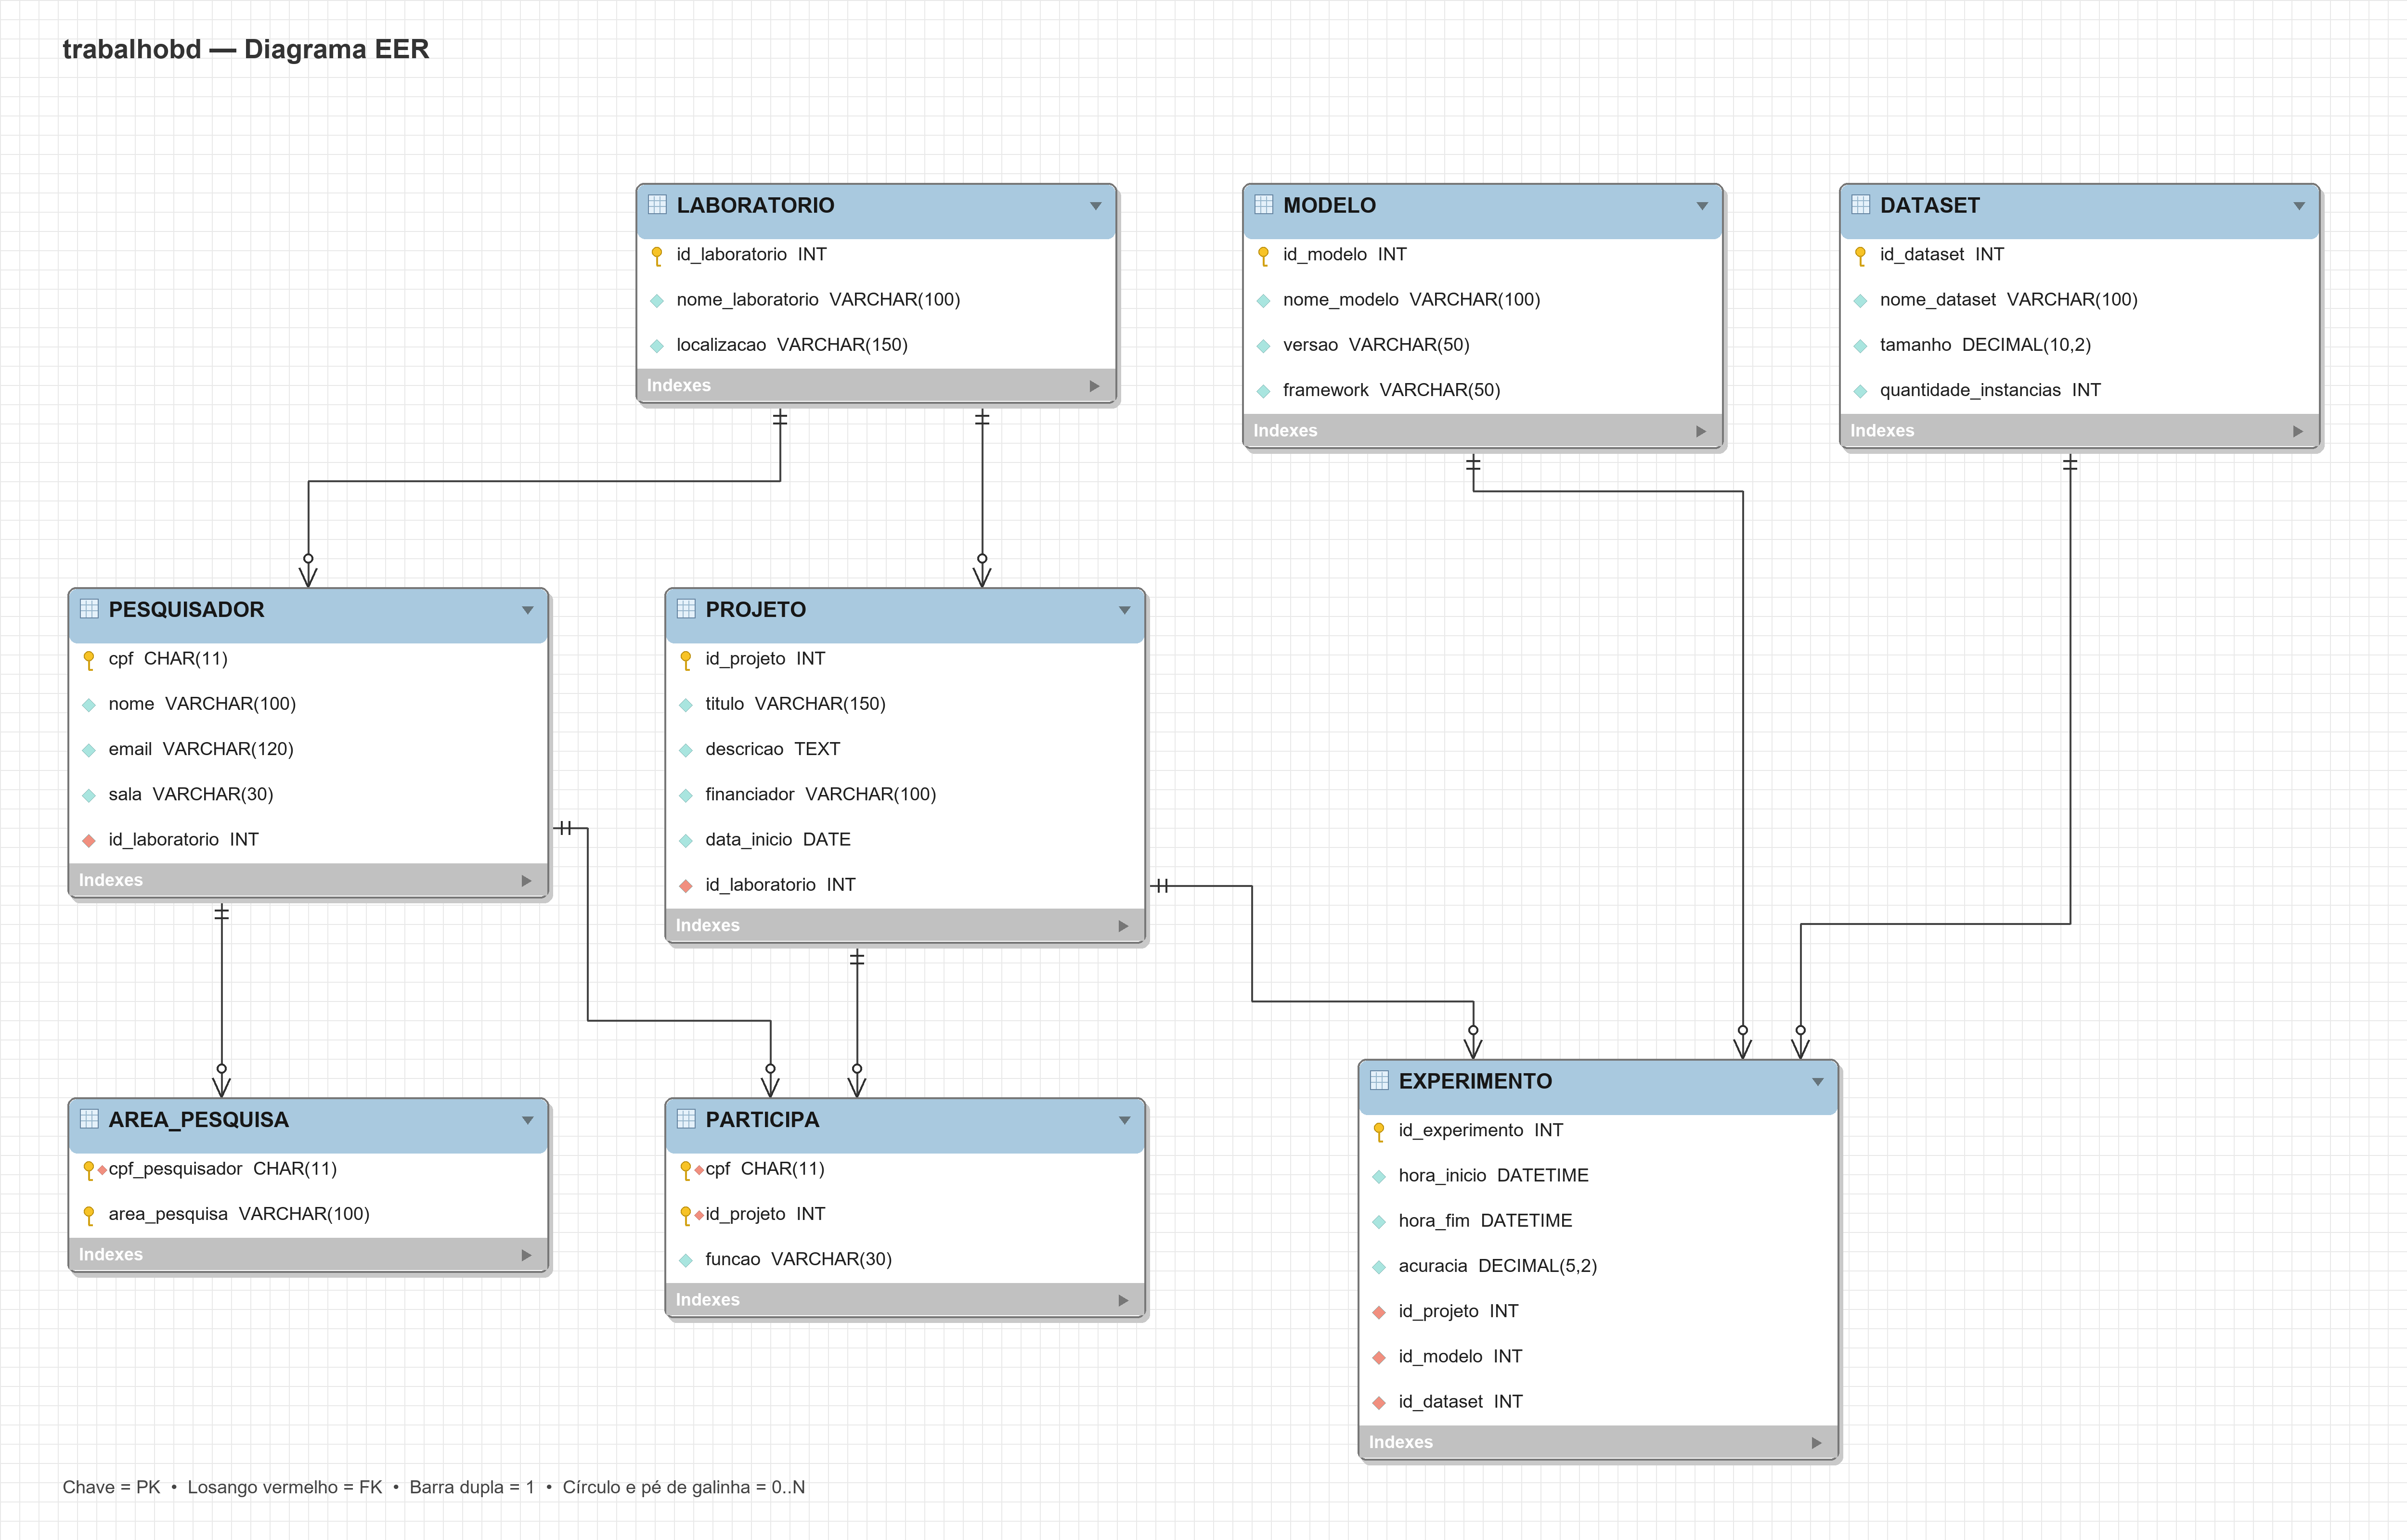 trabalhobd — Diagrama EER
LABORATORIO
id_laboratorio INT
nome_laboratorio VARCHAR(100)
localizacao VARCHAR(150)
Indexes
MODELO
id_modelo INT
nome_modelo VARCHAR(100)
versao VARCHAR(50)
framework VARCHAR(50)
Indexes
DATASET
id_dataset INT
nome_dataset VARCHAR(100)
tamanho DECIMAL(10,2)
quantidade_instancias INT
Indexes
PESQUISADOR
cpf CHAR(11)
nome VARCHAR(100)
email VARCHAR(120)
sala VARCHAR(30)
id_laboratorio INT
Indexes
PROJETO
id_projeto INT
titulo VARCHAR(150)
descricao TEXT
financiador VARCHAR(100)
data_inicio DATE
id_laboratorio INT
Indexes
AREA_PESQUISA
cpf_pesquisador CHAR(11)
area_pesquisa VARCHAR(100)
Indexes
PARTICIPA
cpf CHAR(11)
id_projeto INT
funcao VARCHAR(30)
Indexes
EXPERIMENTO
id_experimento INT
hora_inicio DATETIME
hora_fim DATETIME
acuracia DECIMAL(5,2)
id_projeto INT
id_modelo INT
id_dataset INT
Indexes
Chave = PK • Losango vermelho = FK • Barra dupla = 1 • Círculo e pé de galinha = 0..N